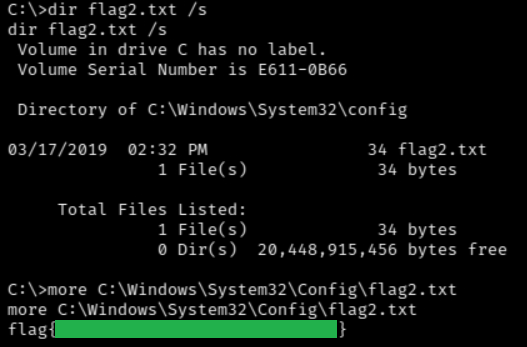 C:\>dir flag2.txt /s
dir flag2.txt /s
 Volume in drive C has no label.
 Volume Serial Number is E611-0B66

 Directory of C:\Windows\System32\config

03/17/2019  02:32 PM                34 flag2.txt
               1 File(s)             34 bytes

     Total Files Listed:
               1 File(s)             34 bytes
               0 Dir(s)  20,448,915,456 bytes free

C:\>more C:\Windows\System32\Config\flag2.txt
more C:\Windows\System32\Config\flag2.txt
flag{ }